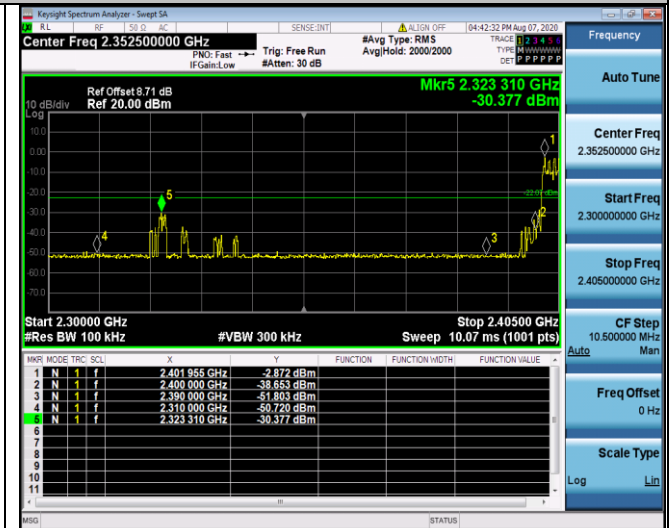 Keysight Spectrum Analyzer - Swept SA
RL RF 50 Ω AC SENSE:INT ALIGN OFF 04:42:32 PM Aug 07, 2020
Center Freq 2.352500000 GHz #Avg Type: RMS TRACE 1 2 3 4 5 6
PNO: Fast Trig: Free Run Avg|Hold: 2000/2000 TYPE M WWWWW
IFGain:Low #Atten: 30 dB DET P P P P P P
Mkr5 2.323 310 GHz
Ref Offset 8.71 dB
10 dB/div Ref 20.00 dBm -30.377 dBm
Log
10.0
0.00
-10.0
-20.0
-30.0
-40.0
-50.0
-60.0
-70.0
1
-22.07 dBm
5
2
4
3
Start 2.30000 GHz Stop 2.40500 GHz
#Res BW 100 kHz #VBW 300 kHz Sweep 10.07 ms (1001 pts)
MKR MODE TRC SCL X Y FUNCTION FUNCTION WIDTH FUNCTION VALUE
1 N 1 f 2.401 955 GHz -2.872 dBm
2 N 1 f 2.400 000 GHz -38.653 dBm
3 N 1 f 2.390 000 GHz -51.803 dBm
4 N 1 f 2.310 000 GHz -50.720 dBm
5 N 1 f 2.323 310 GHz -30.377 dBm
6
7
8
9
10
11
MSG STATUS
Frequency
Auto Tune
Center Freq
2.352500000 GHz
Start Freq
2.300000000 GHz
Stop Freq
2.405000000 GHz
CF Step
10.500000 MHz
Auto Man
Freq Offset
0 Hz
Scale Type
Log Lin